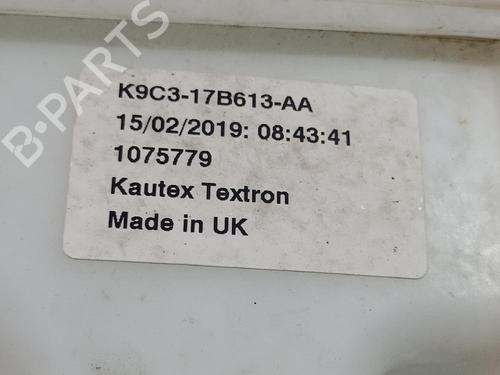 K9C3-17B613-AA
15/02/2019: 08:43:41
1075779
Kautex Textron
Made in UK
B-PARTS